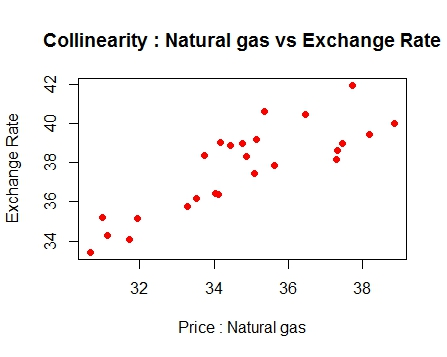 Collinearity : Natural gas vs Exchange Rate
Exchange Rate
42
40
38
36
34
32 34 36 38
Price : Natural gas